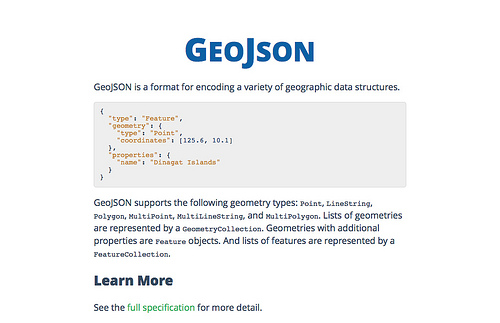 GEOJSON
GeoJSON is a format for encoding a variety of geographic data structures.
{
  "type": "Feature",
  "geometry": {
    "type": "Point",
    "coordinates": [125.6, 10.1]
  },
  "properties": {
    "name": "Dinagat Islands"
  }
}
GeoJSON supports the following geometry types: Point, LineString,
Polygon, MultiPoint, MultiLineString, and MultiPolygon. Lists of geometries
are represented by a GeometryCollection. Geometries with additional
properties are Feature objects. And lists of features are represented by a
FeatureCollection.
Learn More
See the full specification for more detail.